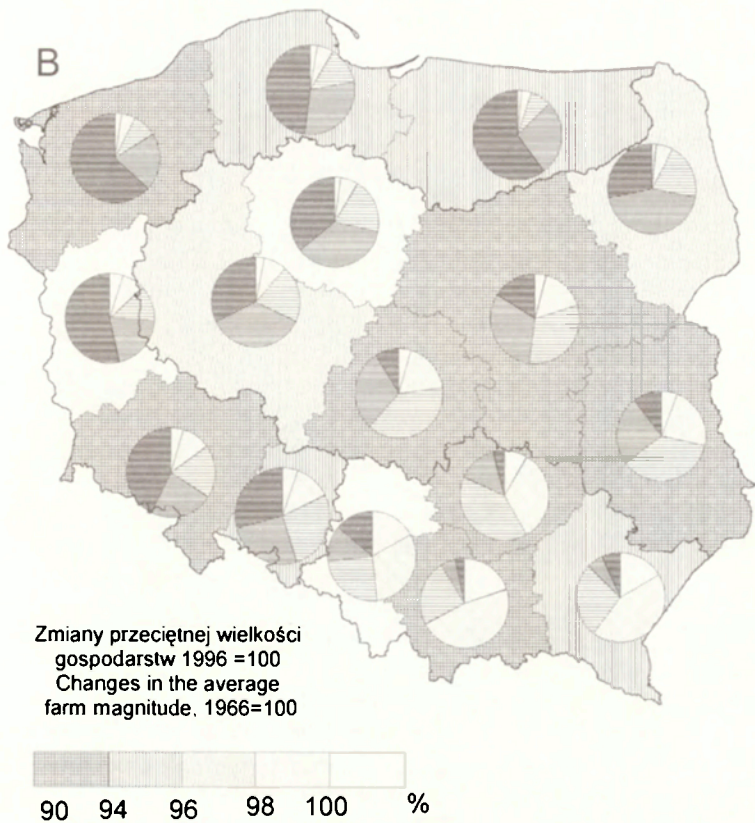 B
Zmiany przeciętnej wielkości
gospodarstw 1996 =100
Changes in the average
farm magnitude, 1966=100
90 94 96 98 100 %